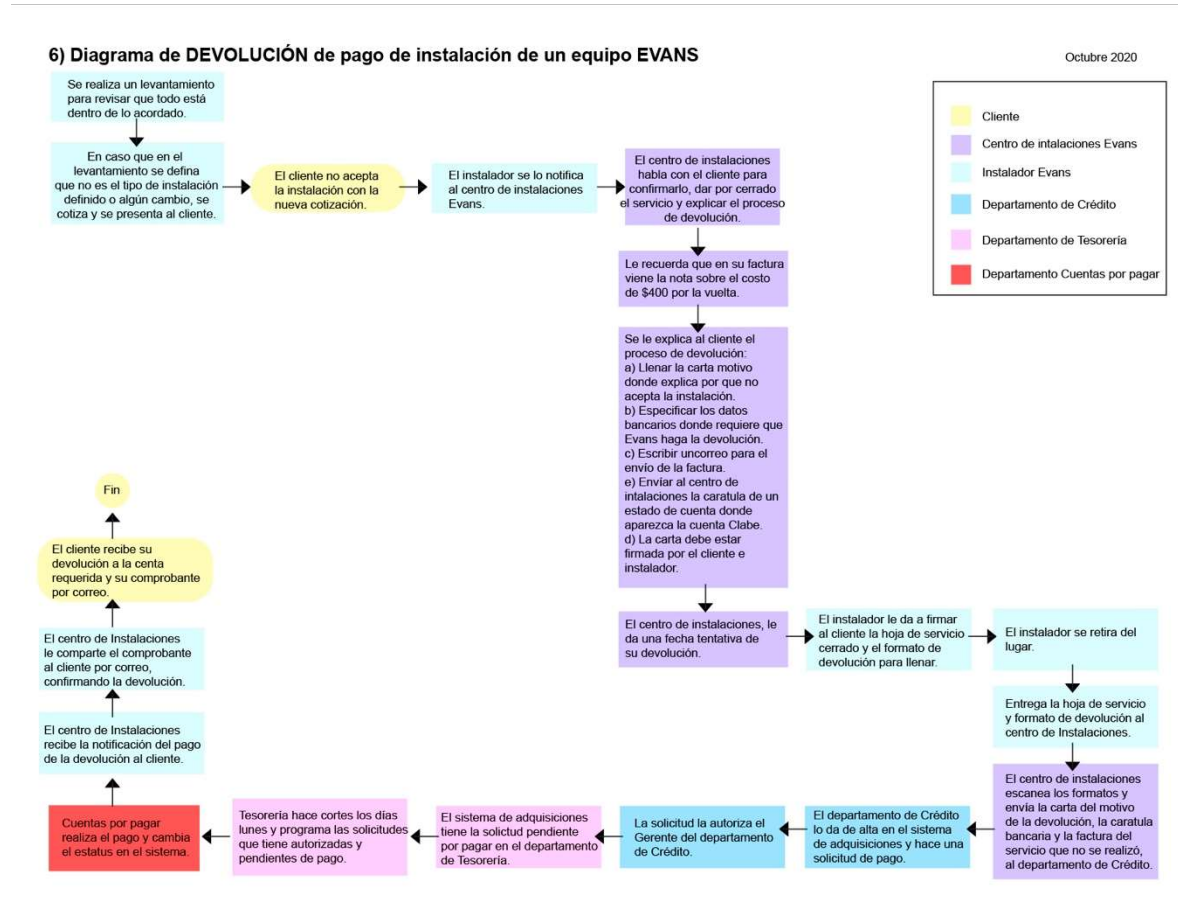 6) Diagrama de DEVOLUCIÓN de pago de instalación de un equipo EVANS
Octubre 2020
Cliente
Centro de intalaciones Evans
Instalador Evans
Departamento de Crédito
Departamento de Tesorería
Departamento Cuentas por pagar
Se realiza un levantamiento
para revisar que todo está
dentro de lo acordado.
En caso que en el
levantamiento se defina
que no es el tipo de instalación
definido o algún cambio, se
cotiza y se presenta al cliente.
El cliente no acepta
la instalación con la
nueva cotización.
El instalador se lo notifica
al centro de instalaciones
Evans.
El centro de instalaciones
habla con el cliente para
confirmarlo, dar por cerrado
el servicio y explicar el proceso
de devolución.
Le recuerda que en su factura
viene la nota sobre el costo
de $400 por la vuelta.
Se le explica al cliente el
proceso de devolución:
a) Llenar la carta motivo
donde explica por que no
acepta la instalación.
b) Especificar los datos
bancarios donde requiere que
Evans haga la devolución.
c) Escribir uncorreo para el
envío de la factura.
e) Envíar al centro de
intalaciones la caratula de un
estado de cuenta donde
aparezca la cuenta Clabe.
d) La carta debe estar
firmada por el cliente e
instalador.
El centro de instalaciones, le
da una fecha tentativa de
su devolución.
El instalador le da a firmar
al cliente la hoja de servicio
cerrado y el formato de
devolución para llenar.
El instalador se retira del
lugar.
Entrega la hoja de servicio
y formato de devolución al
centro de Instalaciones.
El centro de instalaciones
escanea los formatos y
envía la carta del motivo
de la devolución, la caratula
bancaria y la factura del
servicio que no se realizó,
al departamento de Crédito.
El departamento de Crédito
lo da de alta en el sistema
de adquisiciones y hace una
solicitud de pago.
La solicitud la autoriza el
Gerente del departamento
de Crédito.
El sistema de adquisiciones
tiene la solictud pendiente
por pagar en el departamento
de Tesorería.
Tesorería hace cortes los días
lunes y programa las solicitudes
que tiene autorizadas y
pendientes de pago.
Cuentas por pagar
realiza el pago y cambia
el estatus en el sistema.
El centro de Instalaciones
recibe la notificación del pago
de la devolución al cliente.
El centro de Instalaciones
le comparte el comprobante
al cliente por correo,
confirmando la devolución.
El cliente recibe su
devolución a la centa
requerida y su comprobante
por correo.
Fin